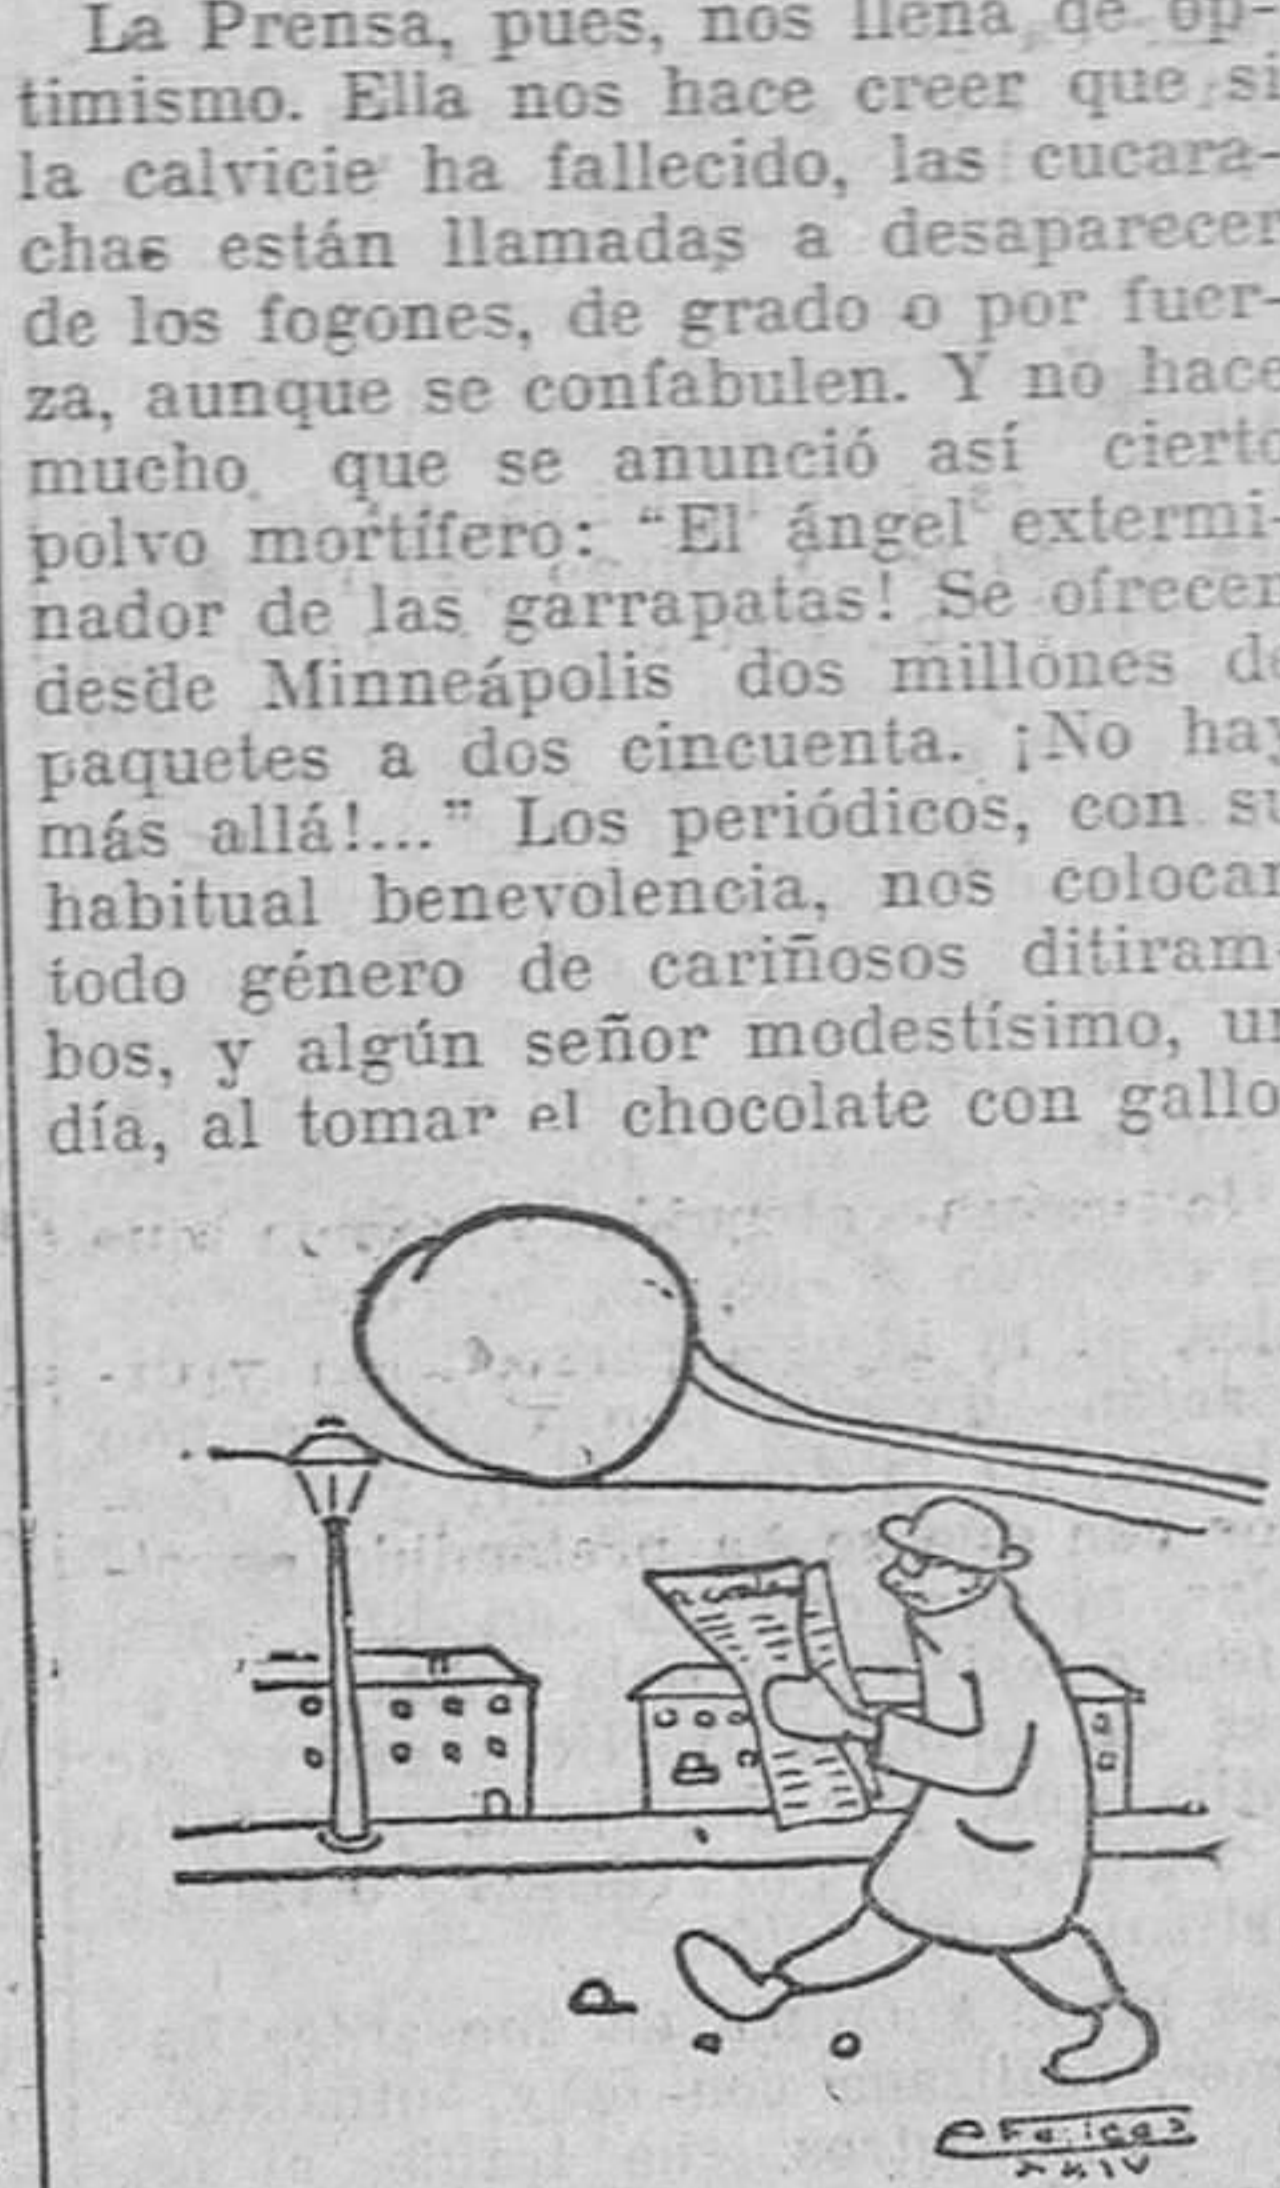 La Prensa, pues, nos llena de op-
timismo. Ella nos hace creer que si
la calvicie ha fallecido, las cucara-
chas están llamadas a desaparecer
de los fogones, de grado o por fuer-
za, aunque se confabulen. Y no hace
mucho que se anunció así cierto
polvo mortífero: “El ángel extermi-
nador de las garrapatas! Se ofrecen
desde Minneápolis dos millones de
paquetes a dos cincuenta. ¡No hay
más allá!...” Los periódicos, con su
habitual benevolencia, nos colocan
todo género de cariñosos ditiram-
bos, y algún señor modestísimo, un
día, al tomar el chocolate con gallo
XXIV